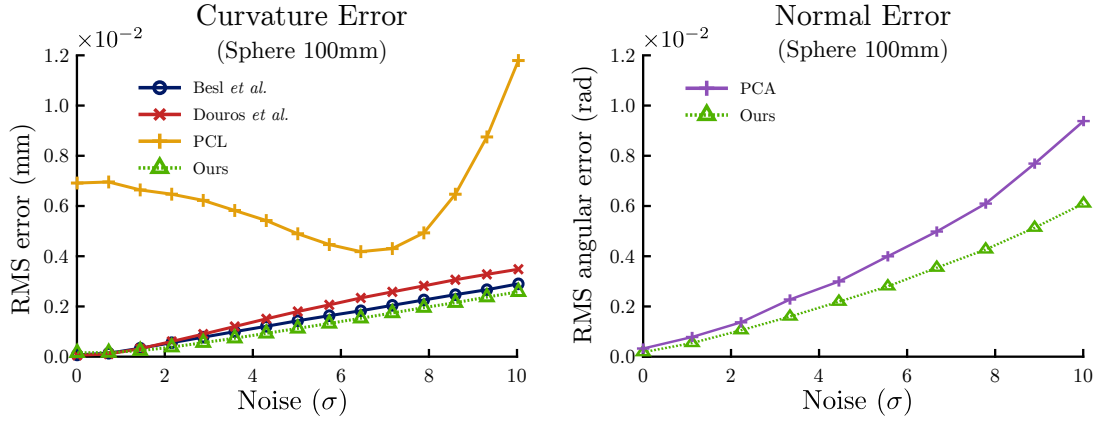 Curvature Error
(Sphere 100mm)
×10⁻²
1.2
1.0
0.8
0.6
0.4
0.2
0.0
RMS error (mm)
Besl et al.
Douros et al.
PCL
Ours
0 2 4 6 8 10
Noise (σ)
Normal Error
(Sphere 100mm)
×10⁻²
1.2
1.0
0.8
0.6
0.4
0.2
0.0
RMS angular error (rad)
PCA
Ours
0 2 4 6 8 10
Noise (σ)